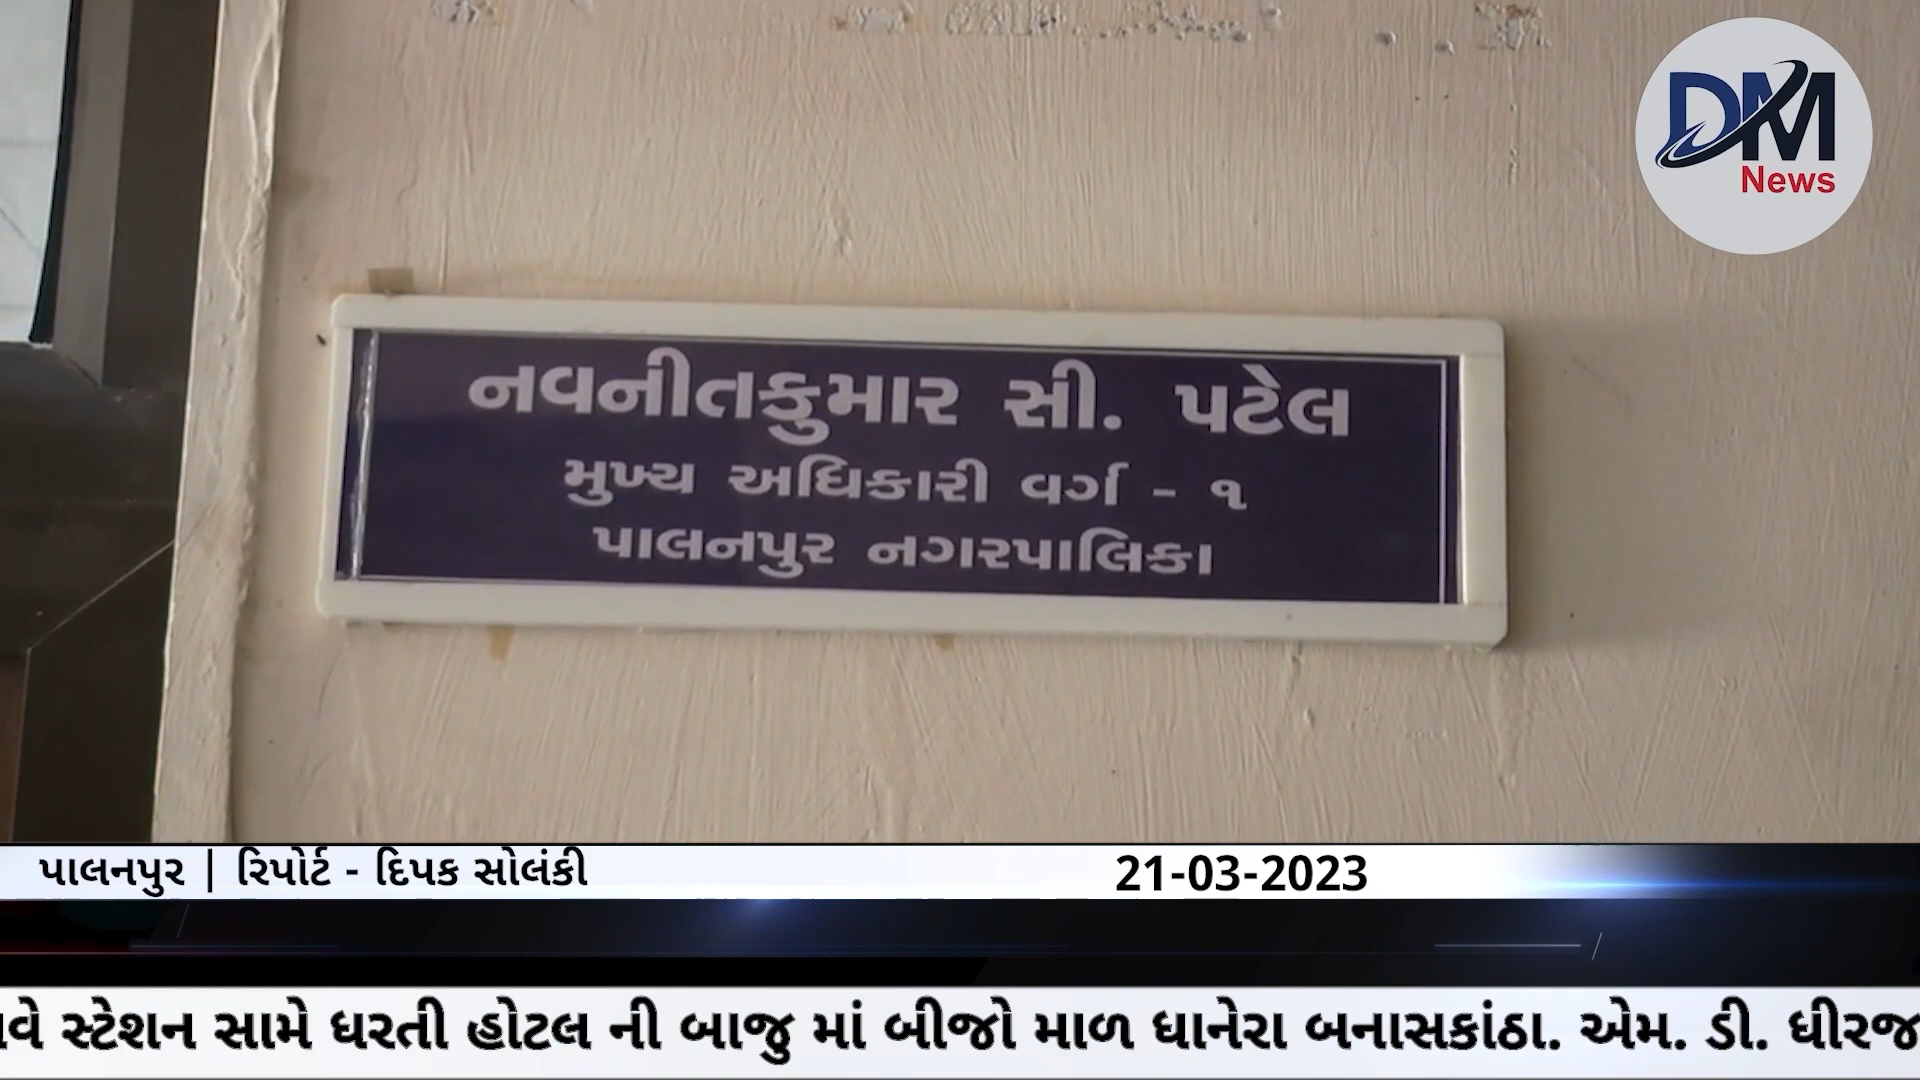 DM
News
નવનીતકુમાર સી. પટેલ
મુખ્ય અધિકારી વર્ગ - ૧
પાલનપુર નગરપાલિકા
પાલનપુર | રિપોર્ટ - દિપક સોલંકી
21-03-2023
સ્ટેશન સામે ધરતી હોટલ ની બાજુ માં બીજો માળ ધાનેરા બનાસકાંઠા. એમ. ડી. ધીરજ